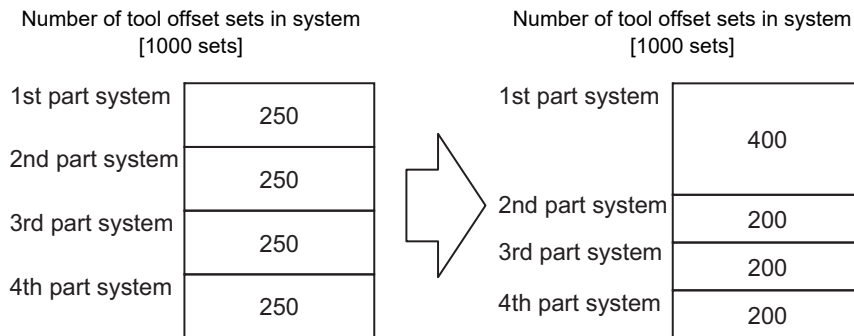 Number of tool offset sets in system
[1000 sets]
1st part system
250
2nd part system
250
3rd part system
250
4th part system
250
Number of tool offset sets in system
[1000 sets]
1st part system
400
2nd part system
200
3rd part system
200
4th part system
200